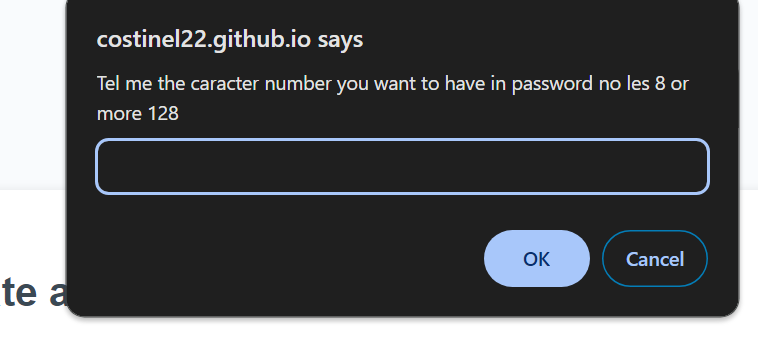 costinel22.github.io says
Tel me the caracter number you want to have in password no les 8 or
more 128
OK
Cancel
te a